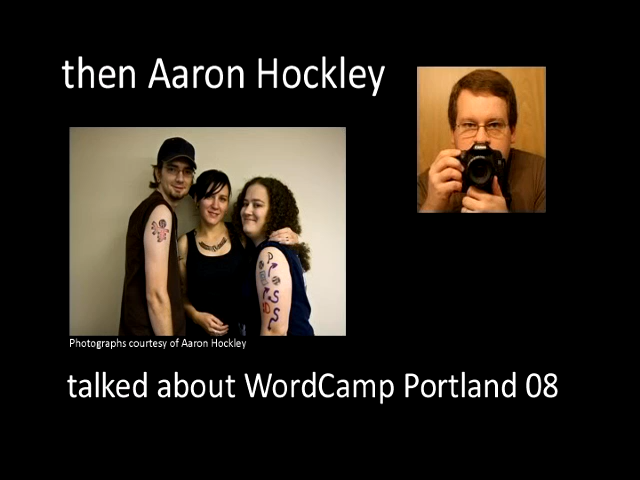 then Aaron Hockley
Photographs courtesy of Aaron Hockley
talked about WordCamp Portland 08